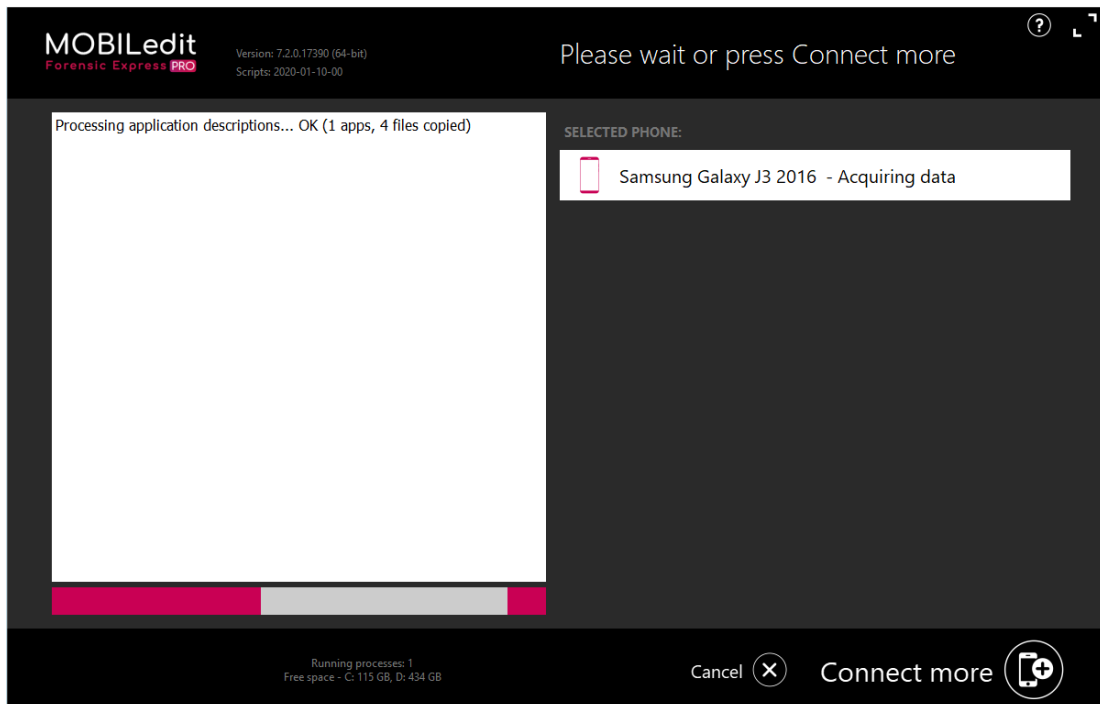 MOBILedit
Forensic Express PRO
Version: 7.2.0.17390 (64-bit)
Scripts: 2020-01-10-00
Please wait or press Connect more
?
Processing application descriptions... OK (1 apps, 4 files copied)
SELECTED PHONE:
Samsung Galaxy J3 2016 - Acquiring data
Running processes: 1
Free space - C: 115 GB, D: 434 GB
Cancel
Connect more